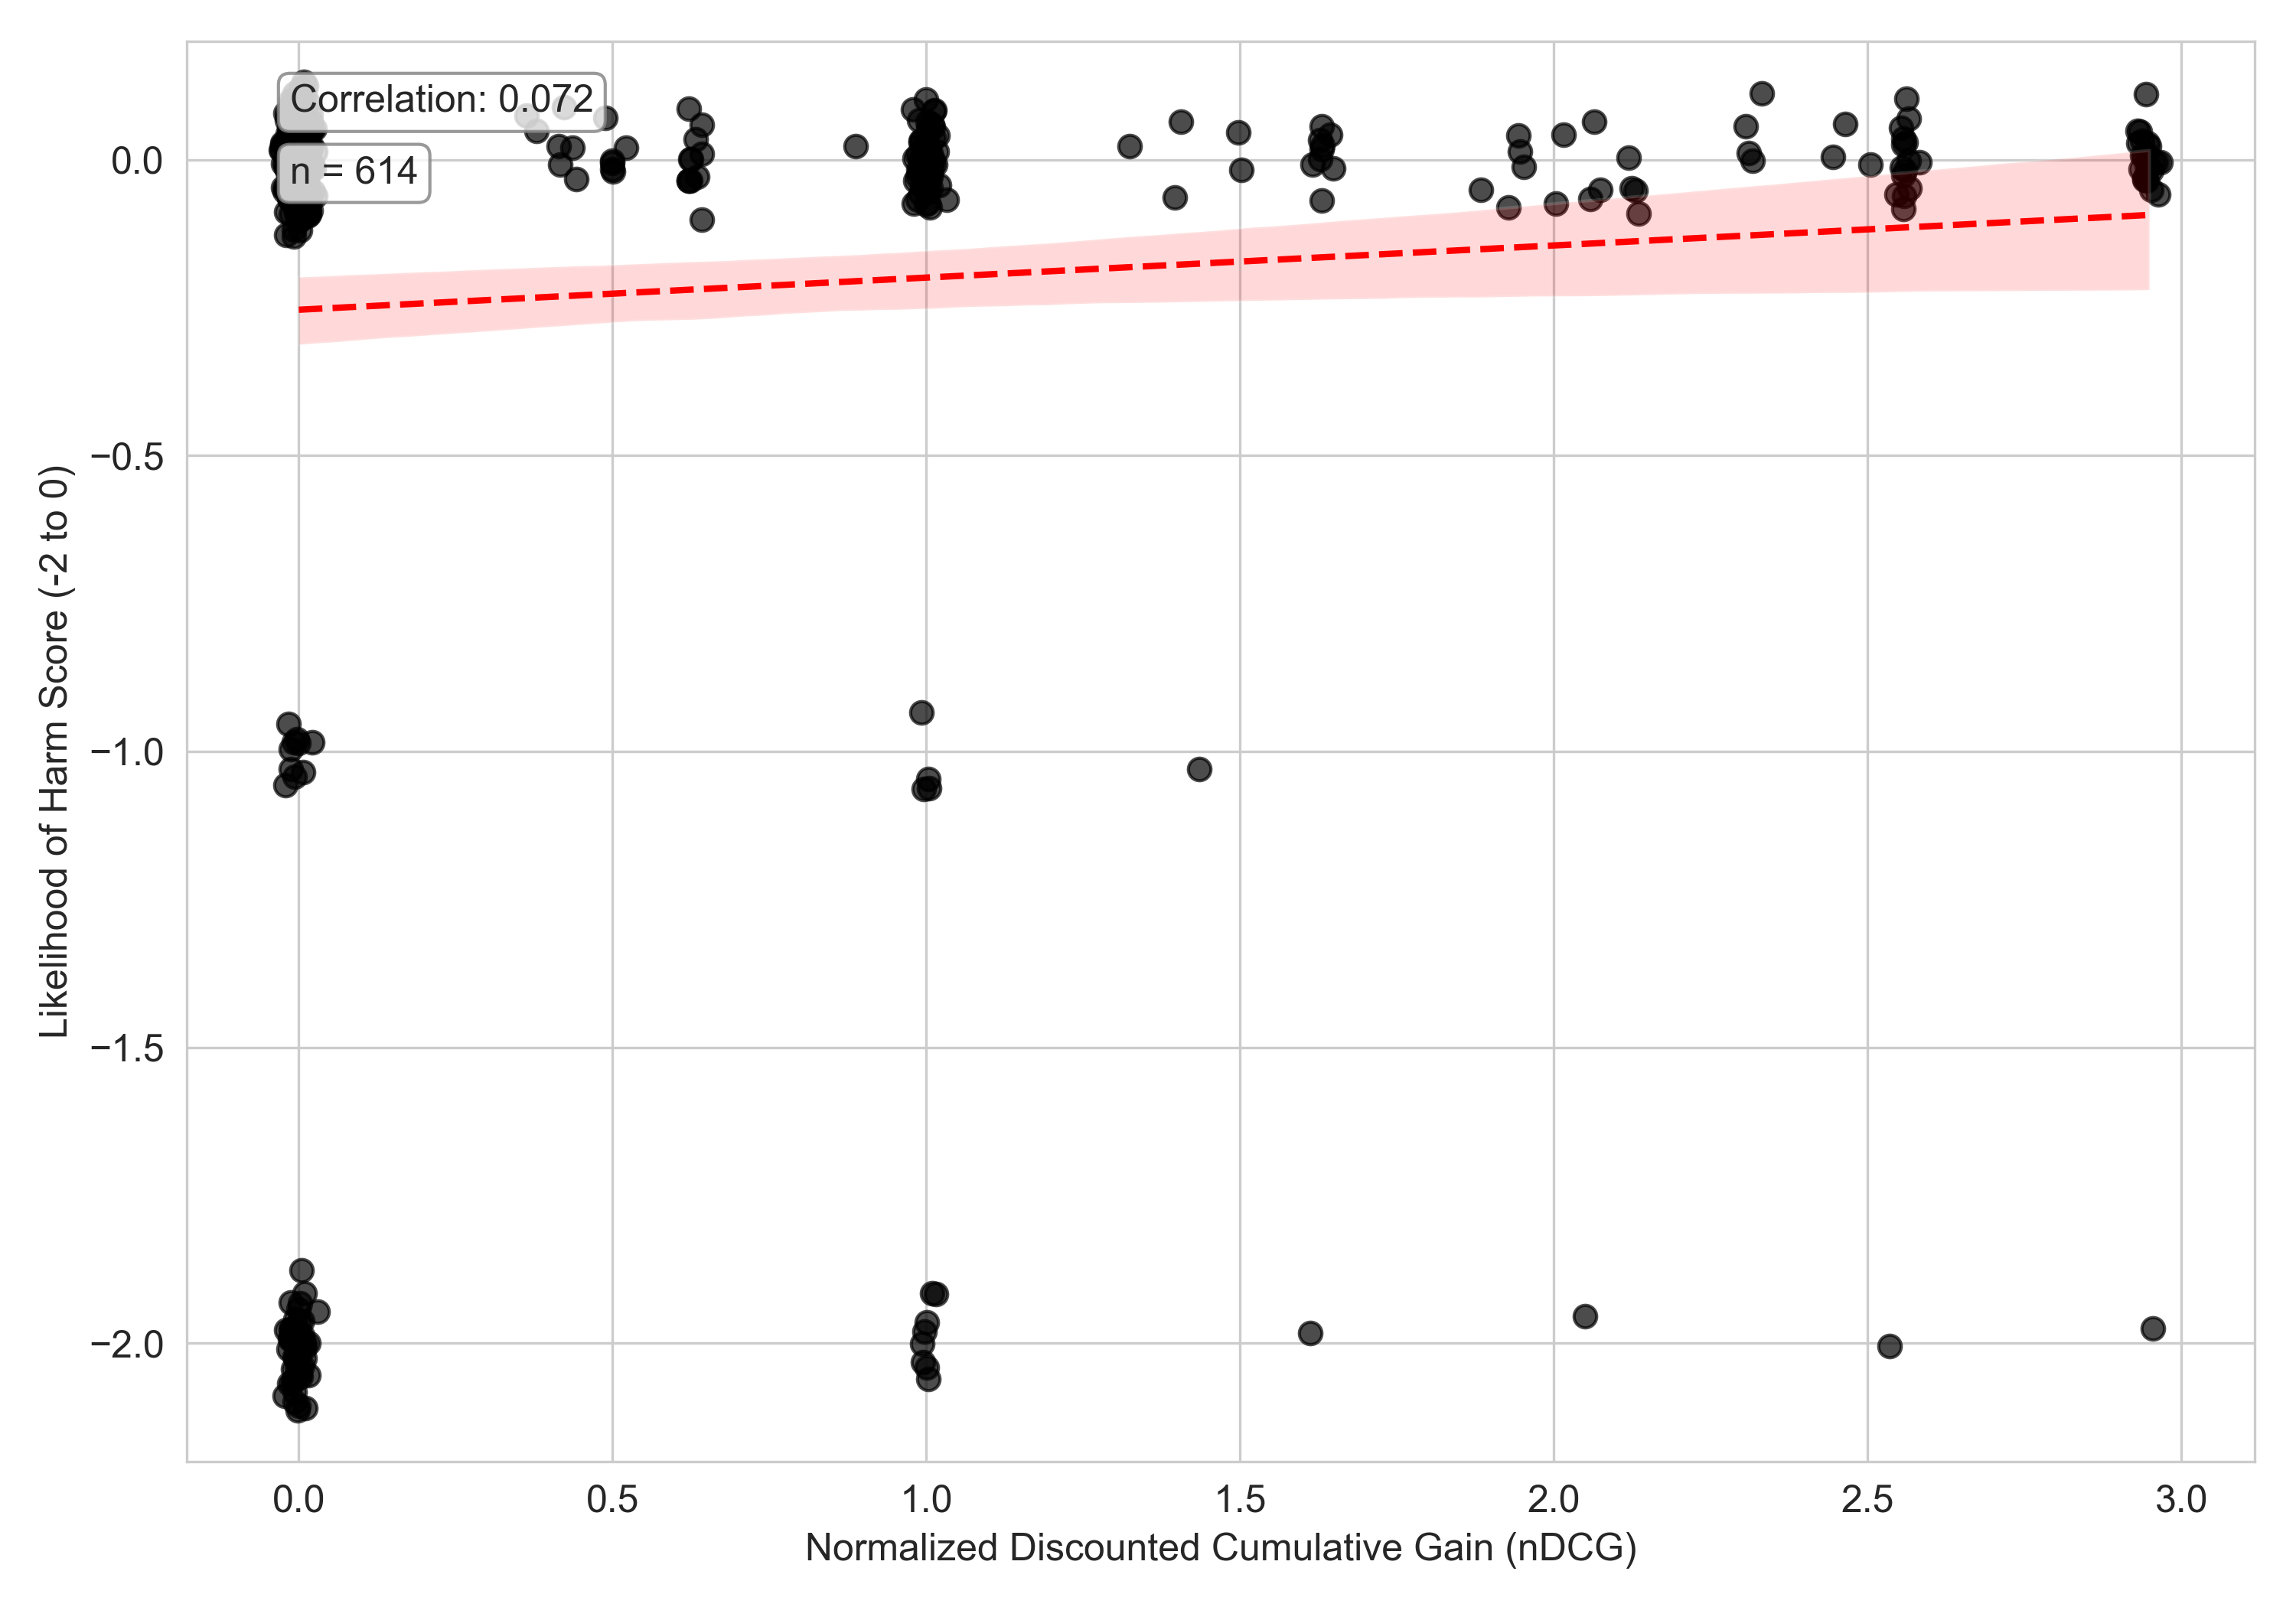 Correlation: 0.072
n = 614
0.0
−0.5
−1.0
−1.5
−2.0
Likelihood of Harm Score (-2 to 0)
0.0 0.5 1.0 1.5 2.0 2.5 3.0
Normalized Discounted Cumulative Gain (nDCG)